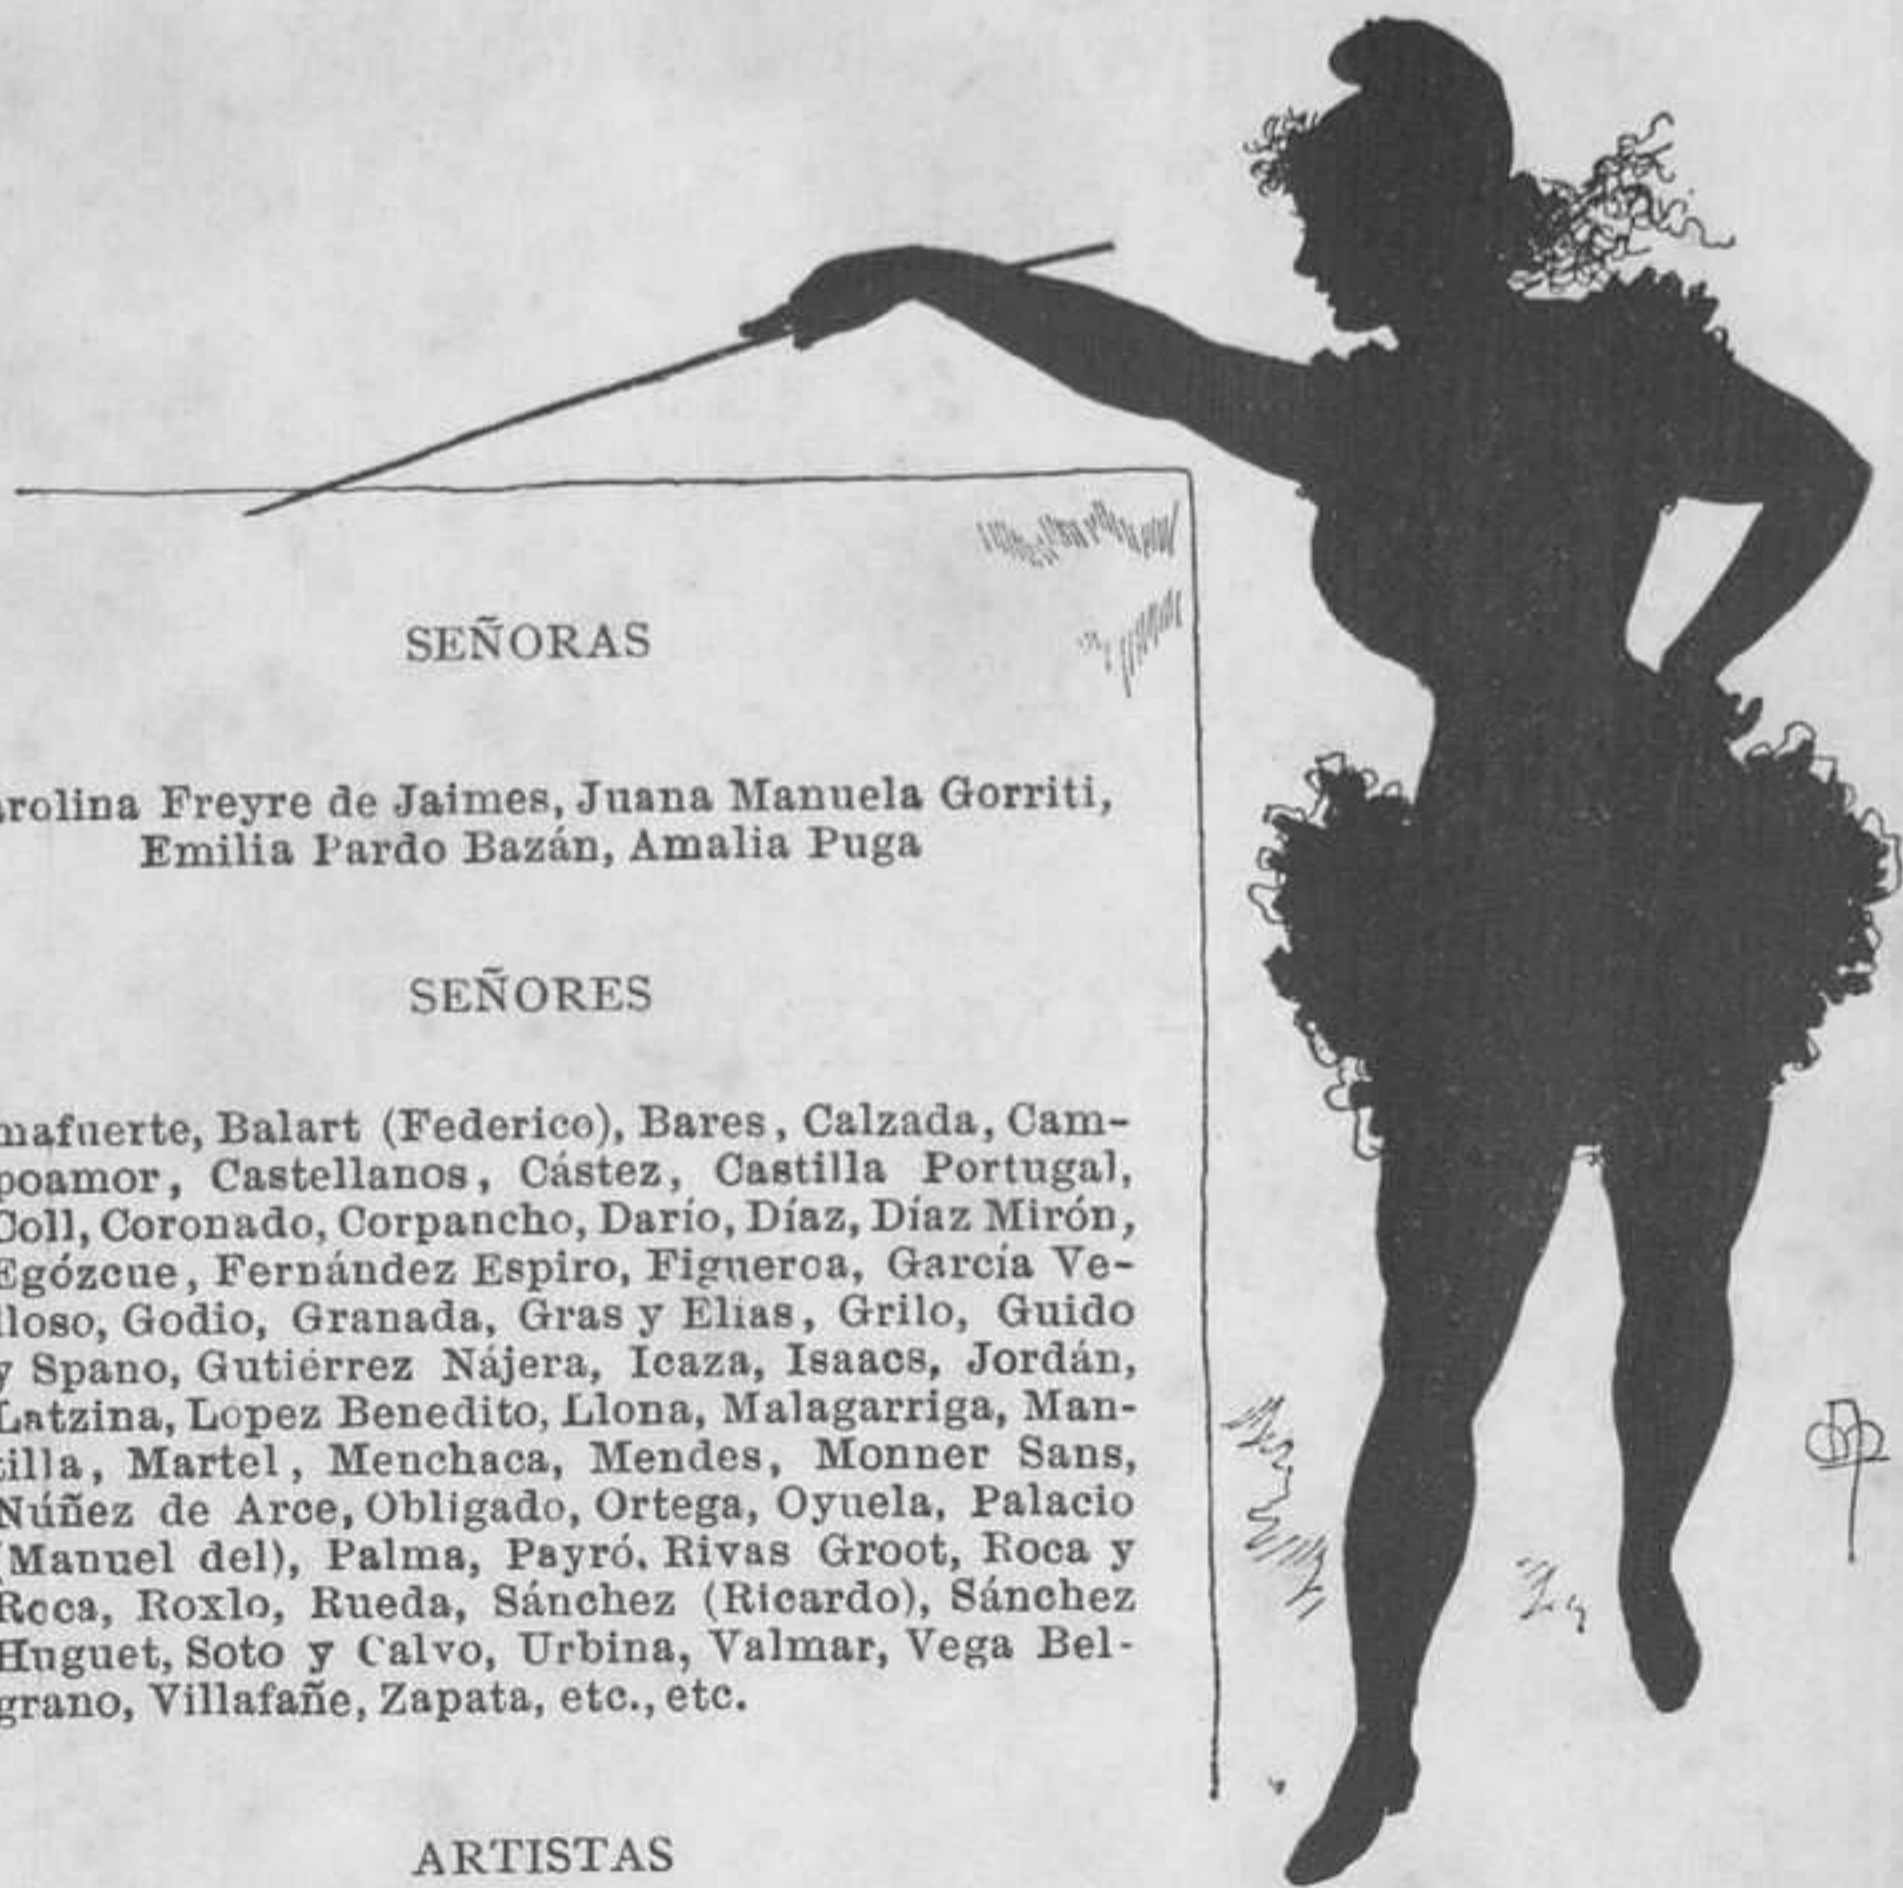 SEÑORAS
arolina Freyre de Jaimes, Juana Manuela Gorriti,
Emilia Pardo Bazán, Amalia Puga
SEÑORES
mafuerte, Balart (Federico), Bares, Calzada, Cam-
poamor, Castellanos, Cástez, Castilla Portugal,
Coll, Coronado, Corpancho, Darío, Díaz, Díaz Mirón,
Egózcue, Fernández Espiro, Figueroa, García Ve-
lloso, Godio, Granada, Gras y Elias, Grilo, Guido
y Spano, Gutiérrez Nájera, Icaza, Isaacs, Jordán,
Latzina, Lopez Benedito, Llona, Malagarriga, Man-
tilla, Martel, Menchaca, Mendes, Monner Sans,
Núñez de Arce, Obligado, Ortega, Oyuela, Palacio
(Manuel del), Palma, Payró. Rivas Groot, Roca y
Roca, Roxlo, Rueda, Sánchez (Ricardo), Sánchez
Huguet, Soto y Calvo, Urbina, Valmar, Vega Bel-
grano, Villafañe, Zapata, etc., etc.
ARTISTAS